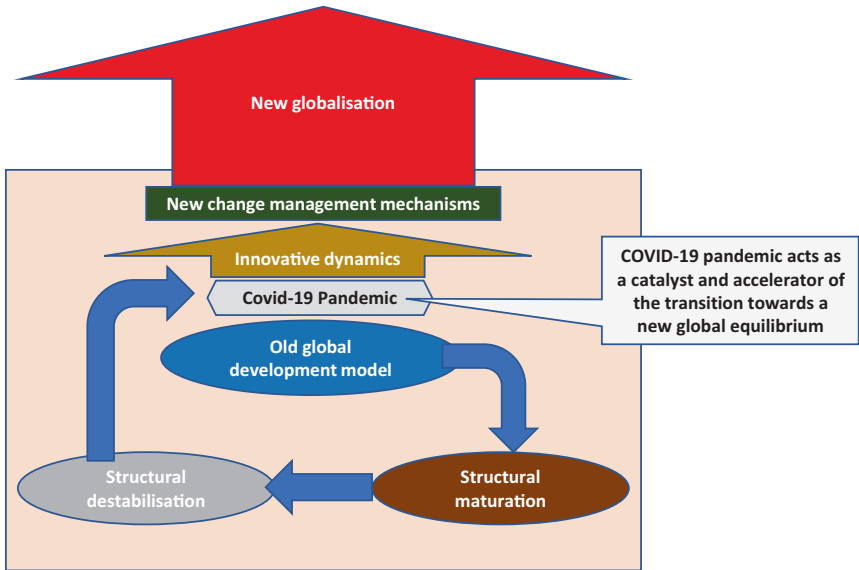 New globalisation
New change management mechanisms
Innovative dynamics
Covid-19 Pandemic
COVID-19 pandemic acts as
a catalyst and accelerator of
the transition towards a
new global equilibrium
Old global
development model
Structural
destabilisation
Structural
maturation